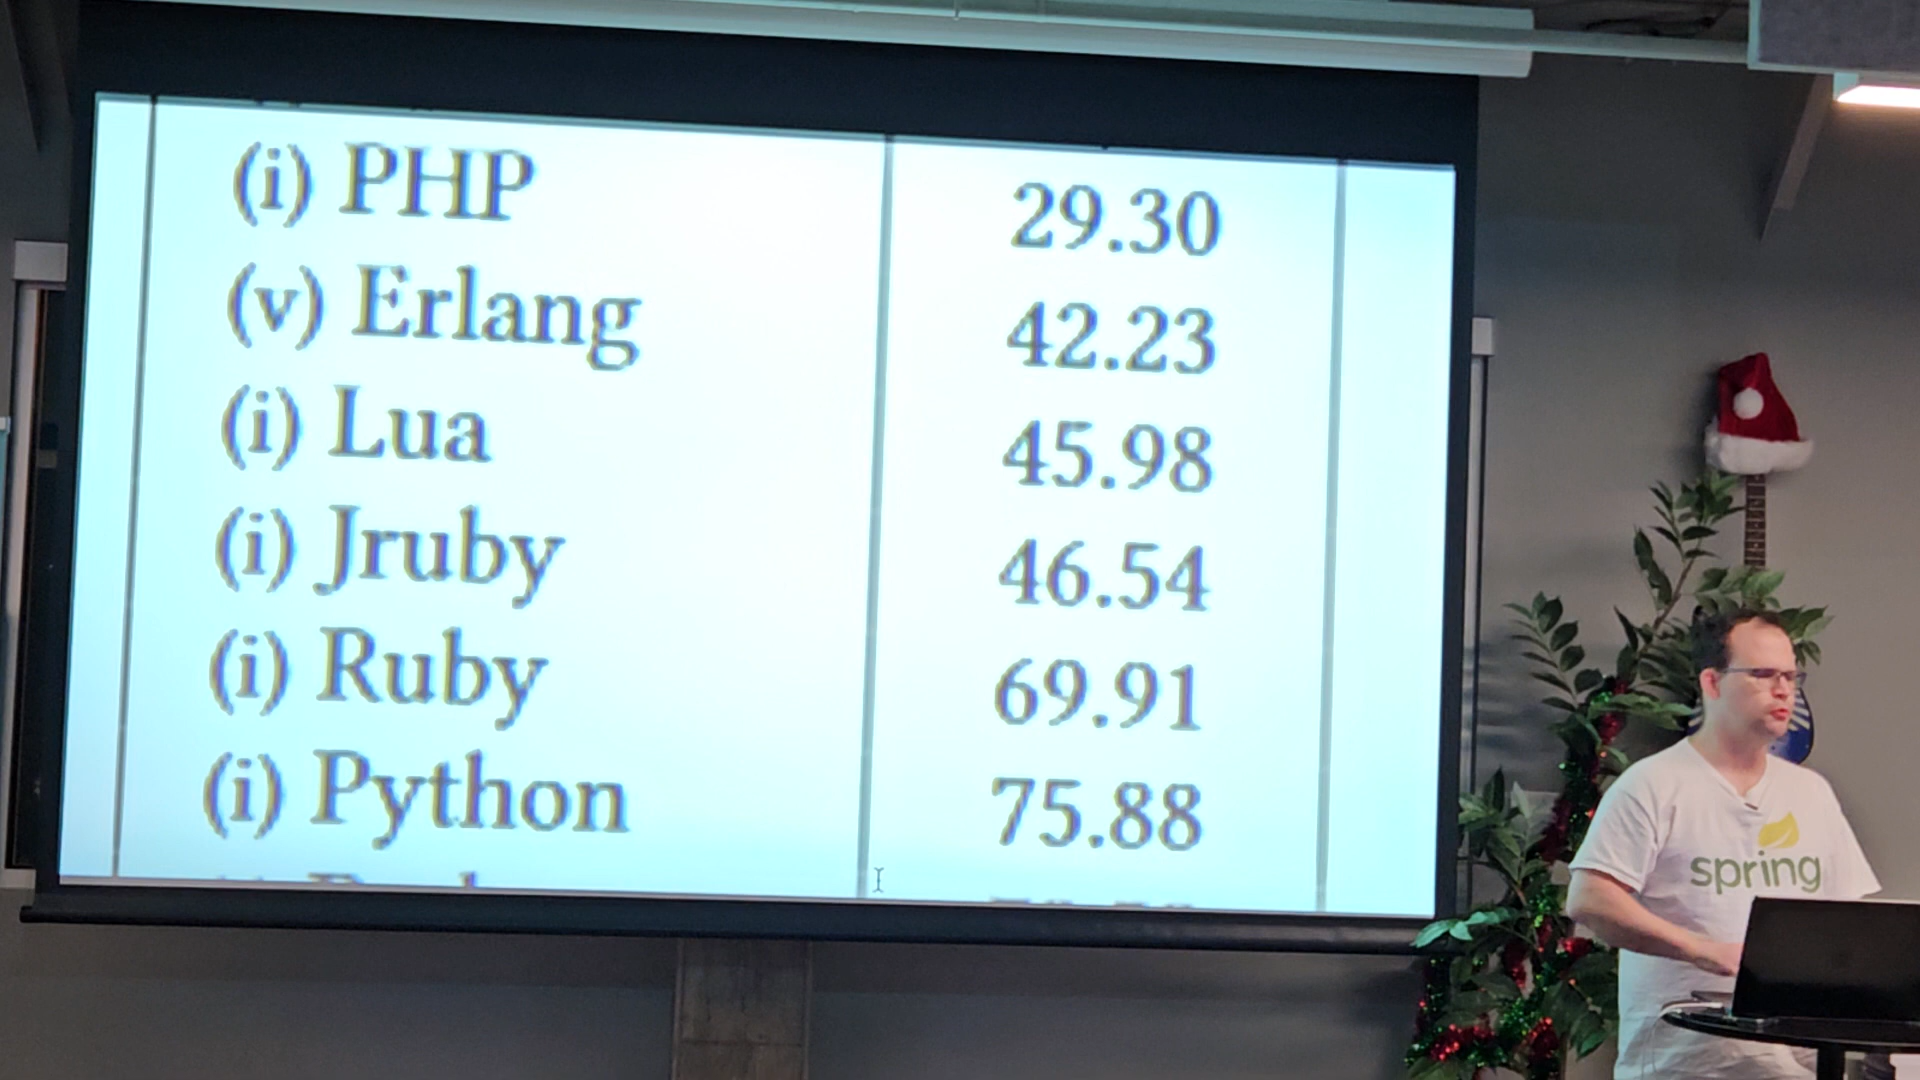 (i) PHP 29.30
(v) Erlang 42.23
(i) Lua 45.98
(i) Jruby 46.54
(i) Ruby 69.91
(i) Python 75.88
spring